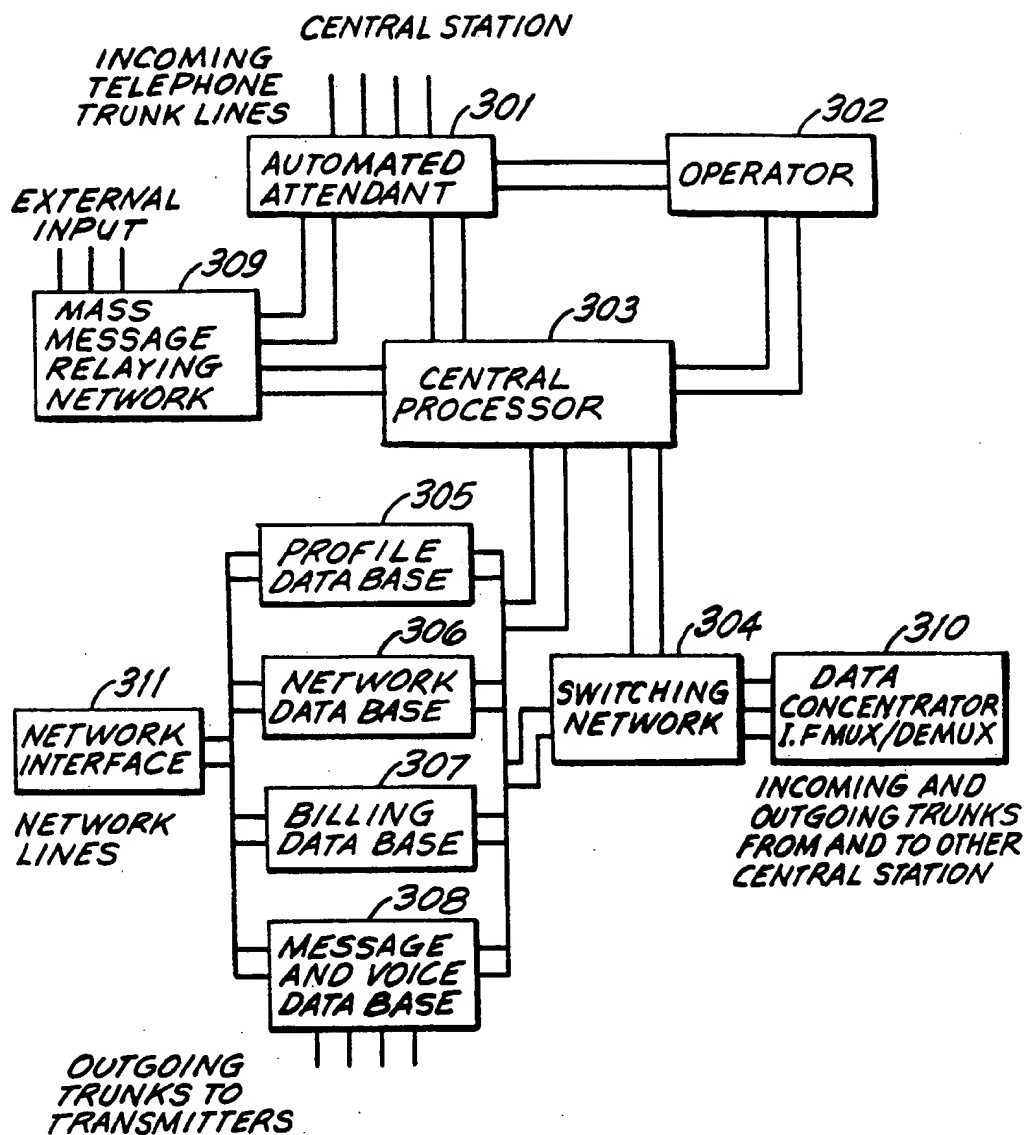 CENTRAL STATION
INCOMING
TELEPHONE
TRUNK LINES
301
AUTOMATED
ATTENDANT
302
OPERATOR
EXTERNAL
INPUT
309
MASS
MESSAGE
RELAYING
NETWORK
303
CENTRAL
PROCESSOR
305
PROFILE
DATA BASE
306
NETWORK
DATA BASE
304
SWITCHING
NETWORK
310
DATA
CONCENTRATOR
I.F MUX/DEMUX
INCOMING AND
OUTGOING TRUNKS
FROM AND TO OTHER
CENTRAL STATION
311
NETWORK
INTERFACE
NETWORK
LINES
307
BILLING
DATA BASE
308
MESSAGE
AND VOICE
DATA BASE
OUTGOING
TRUNKS TO
TRANSMITTERS